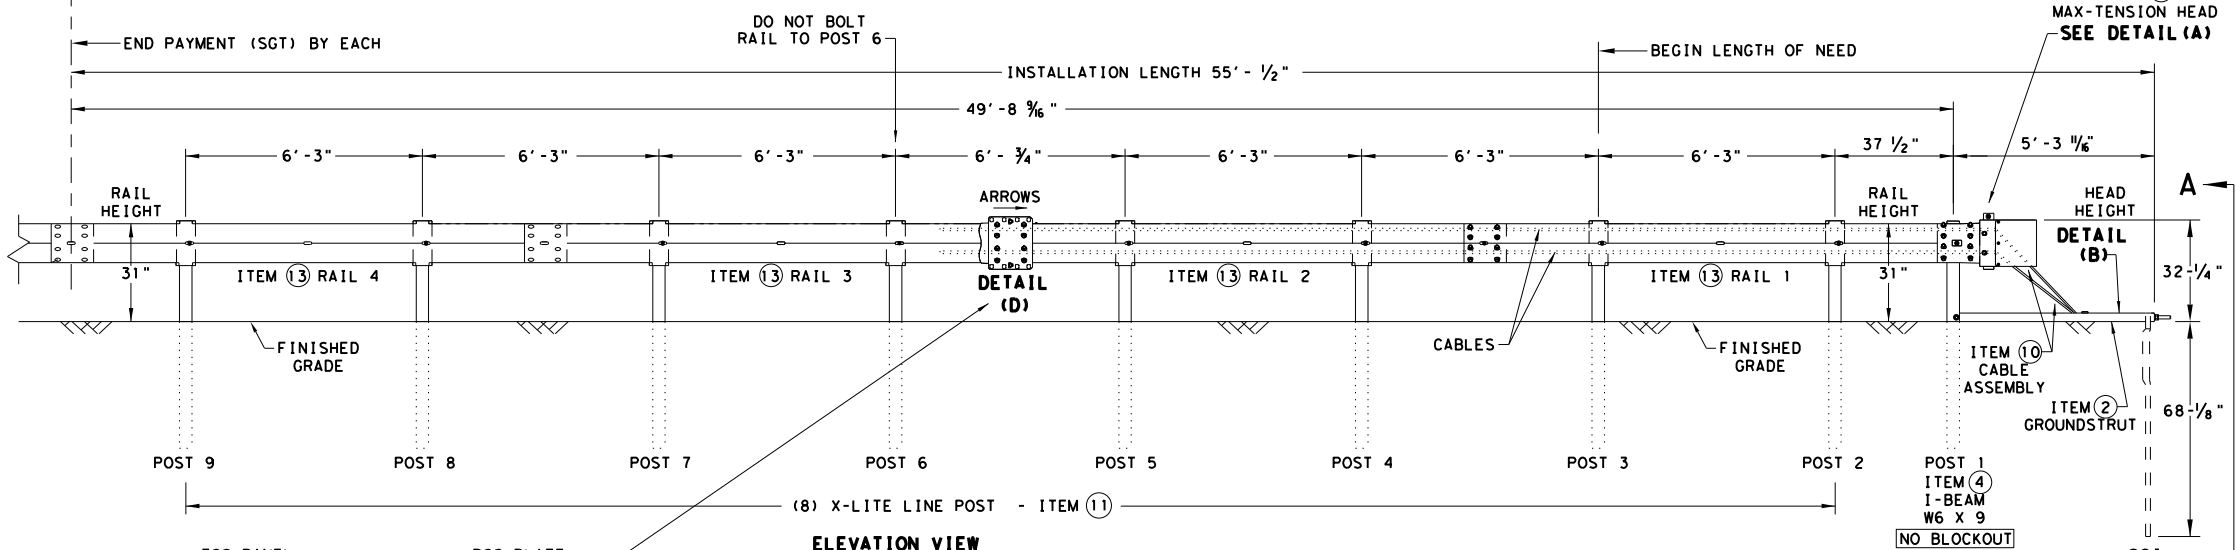 MAX-TENSION HEAD
SEE DETAIL (A)
DO NOT BOLT
RAIL TO POST 6
END PAYMENT (SGT) BY EACH
BEGIN LENGTH OF NEED
INSTALLATION LENGTH 55'- 1/2"
49'-8 9/16"
6'-3"
6'-3"
6'-3"
6'- 3/4"
6'-3"
6'-3"
6'-3"
37 1/2"
5'-3 11/16"
RAIL
HEIGHT
ARROWS
RAIL
HEIGHT
HEAD
HEIGHT
A
DETAIL
(B)
31"
ITEM 13 RAIL 4
ITEM 13 RAIL 3
DETAIL
(D)
ITEM 13 RAIL 2
ITEM 13 RAIL 1
31"
32-1/4"
FINISHED
GRADE
CABLES
FINISHED
GRADE
ITEM 10
CABLE
ASSEMBLY
ITEM 2
GROUNDSTRUT
68-1/8"
POST 9
POST 8
POST 7
POST 6
POST 5
POST 4
POST 3
POST 2
POST 1
ITEM 4
I-BEAM
W6 X 9
NO BLOCKOUT
(8) X-LITE LINE POST - ITEM 11
ELEVATION VIEW